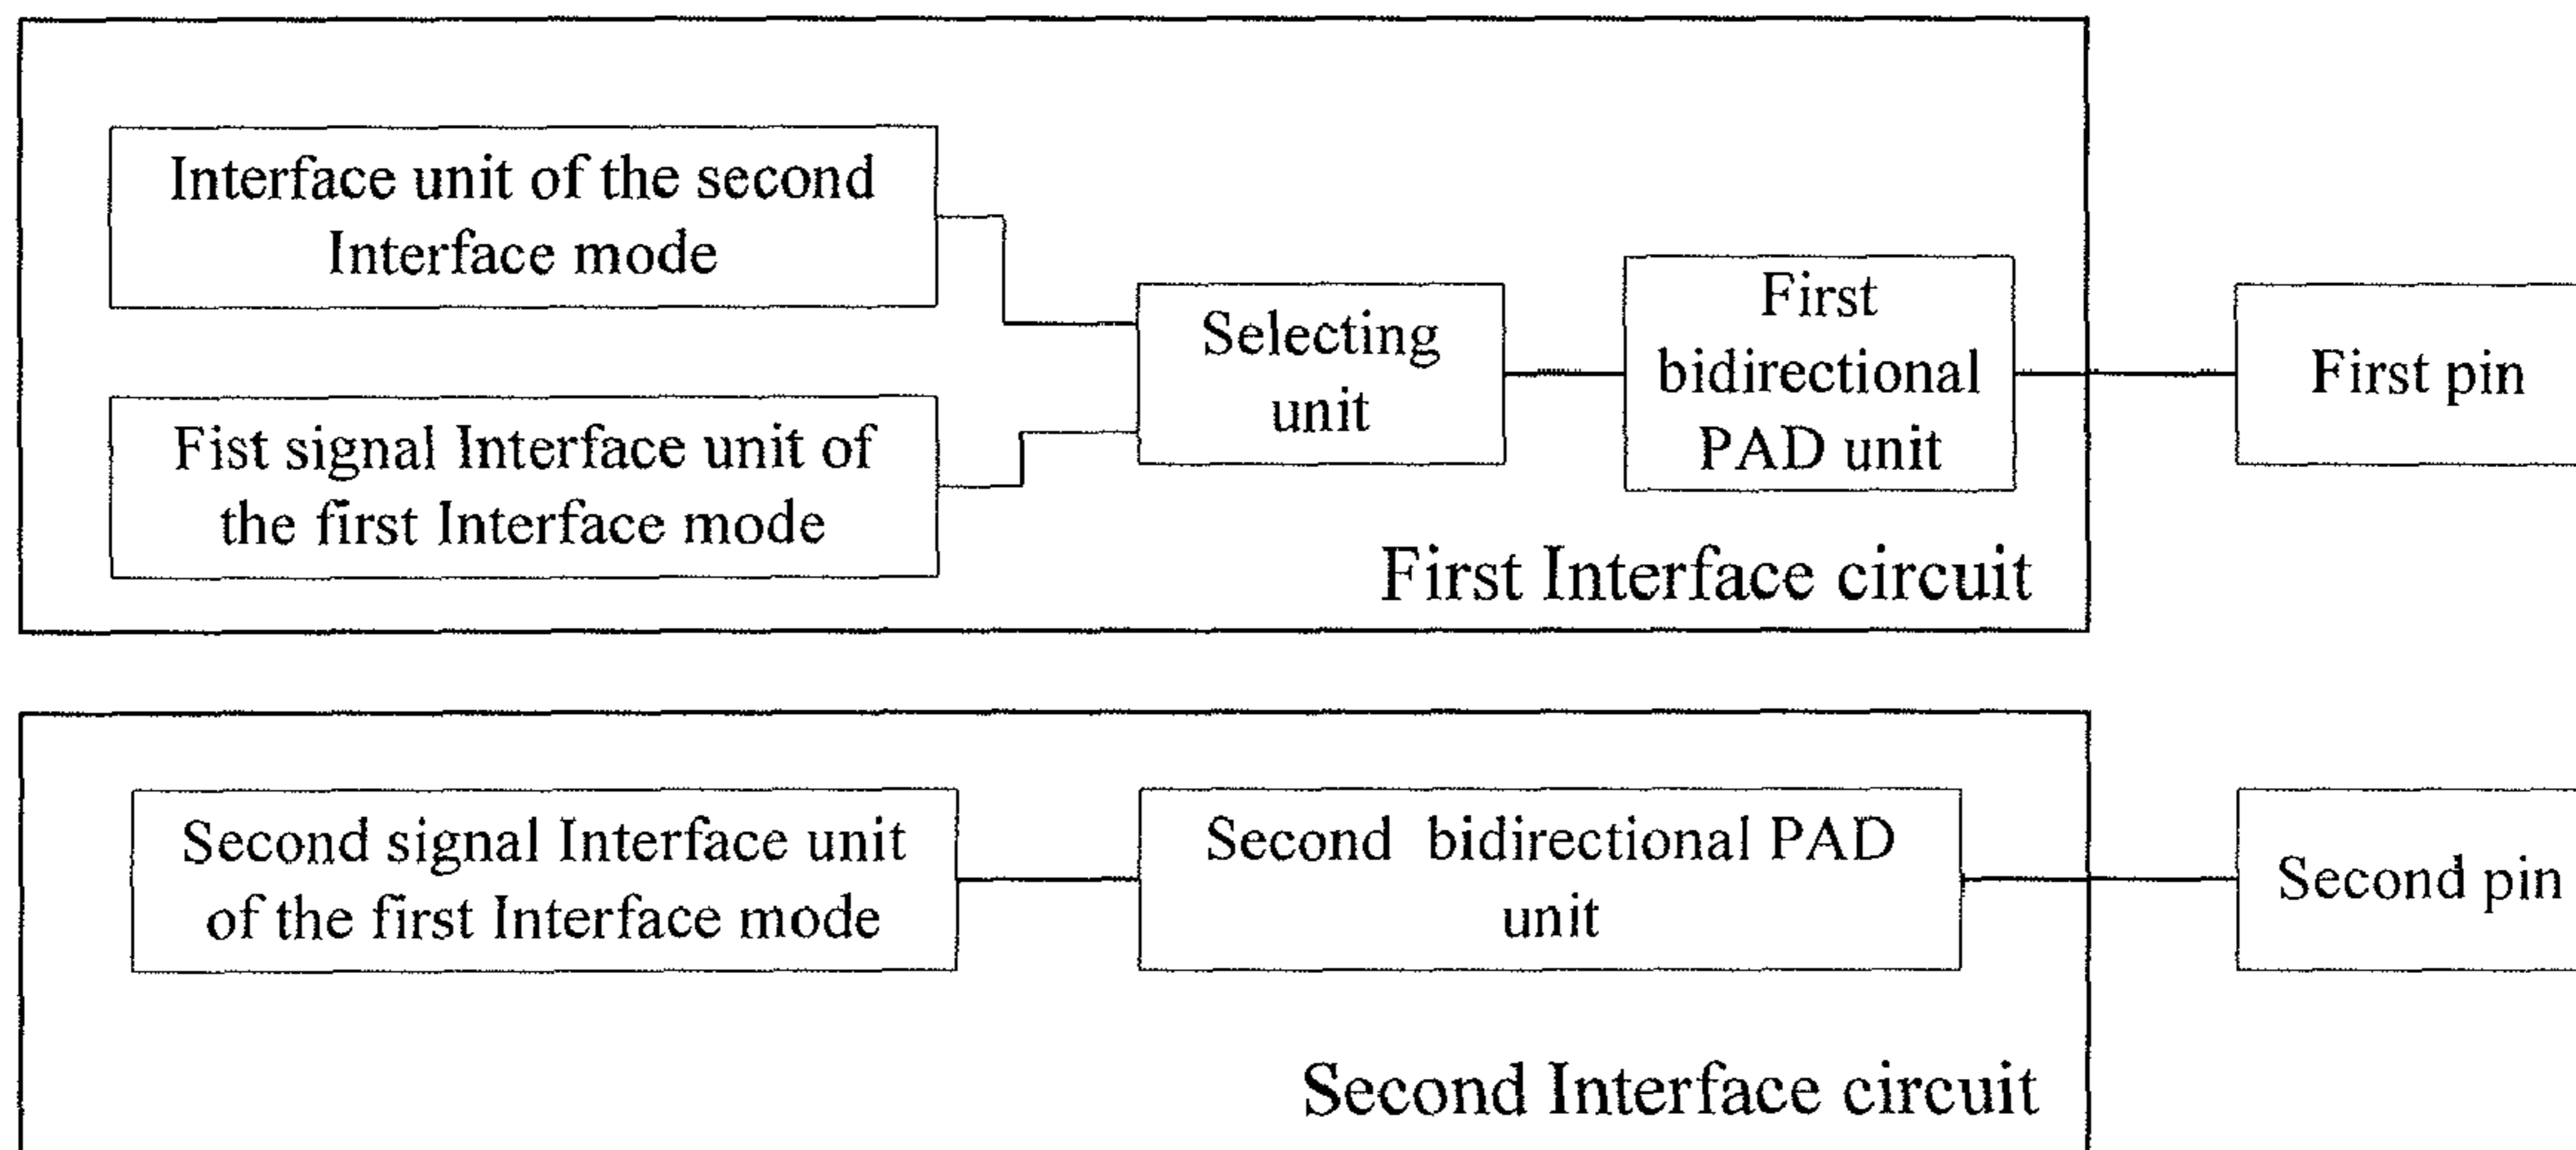 Interface unit of the second
Interface mode
Fist signal Interface unit of
the first Interface mode
Selecting
unit
First
bidirectional
PAD unit
First pin
First Interface circuit
Second signal Interface unit
of the first Interface mode
Second bidirectional PAD
unit
Second pin
Second Interface circuit